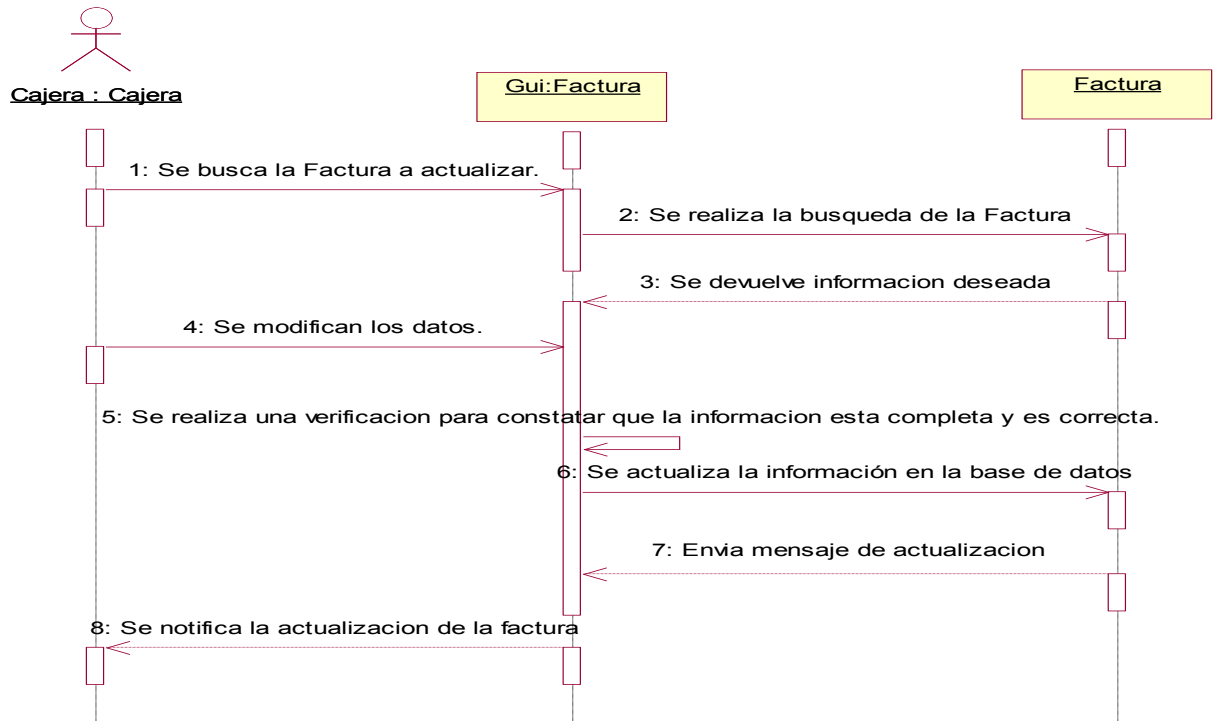 Cajera : Cajera
Gui:Factura
Factura
1: Se busca la Factura a actualizar.
2: Se realiza la busqueda de la Factura
3: Se devuelve informacion deseada
4: Se modifican los datos.
5: Se realiza una verificacion para constatar que la informacion esta completa y es correcta.
6: Se actualiza la información en la base de datos
7: Envia mensaje de actualizacion
8: Se notifica la actualizacion de la factura